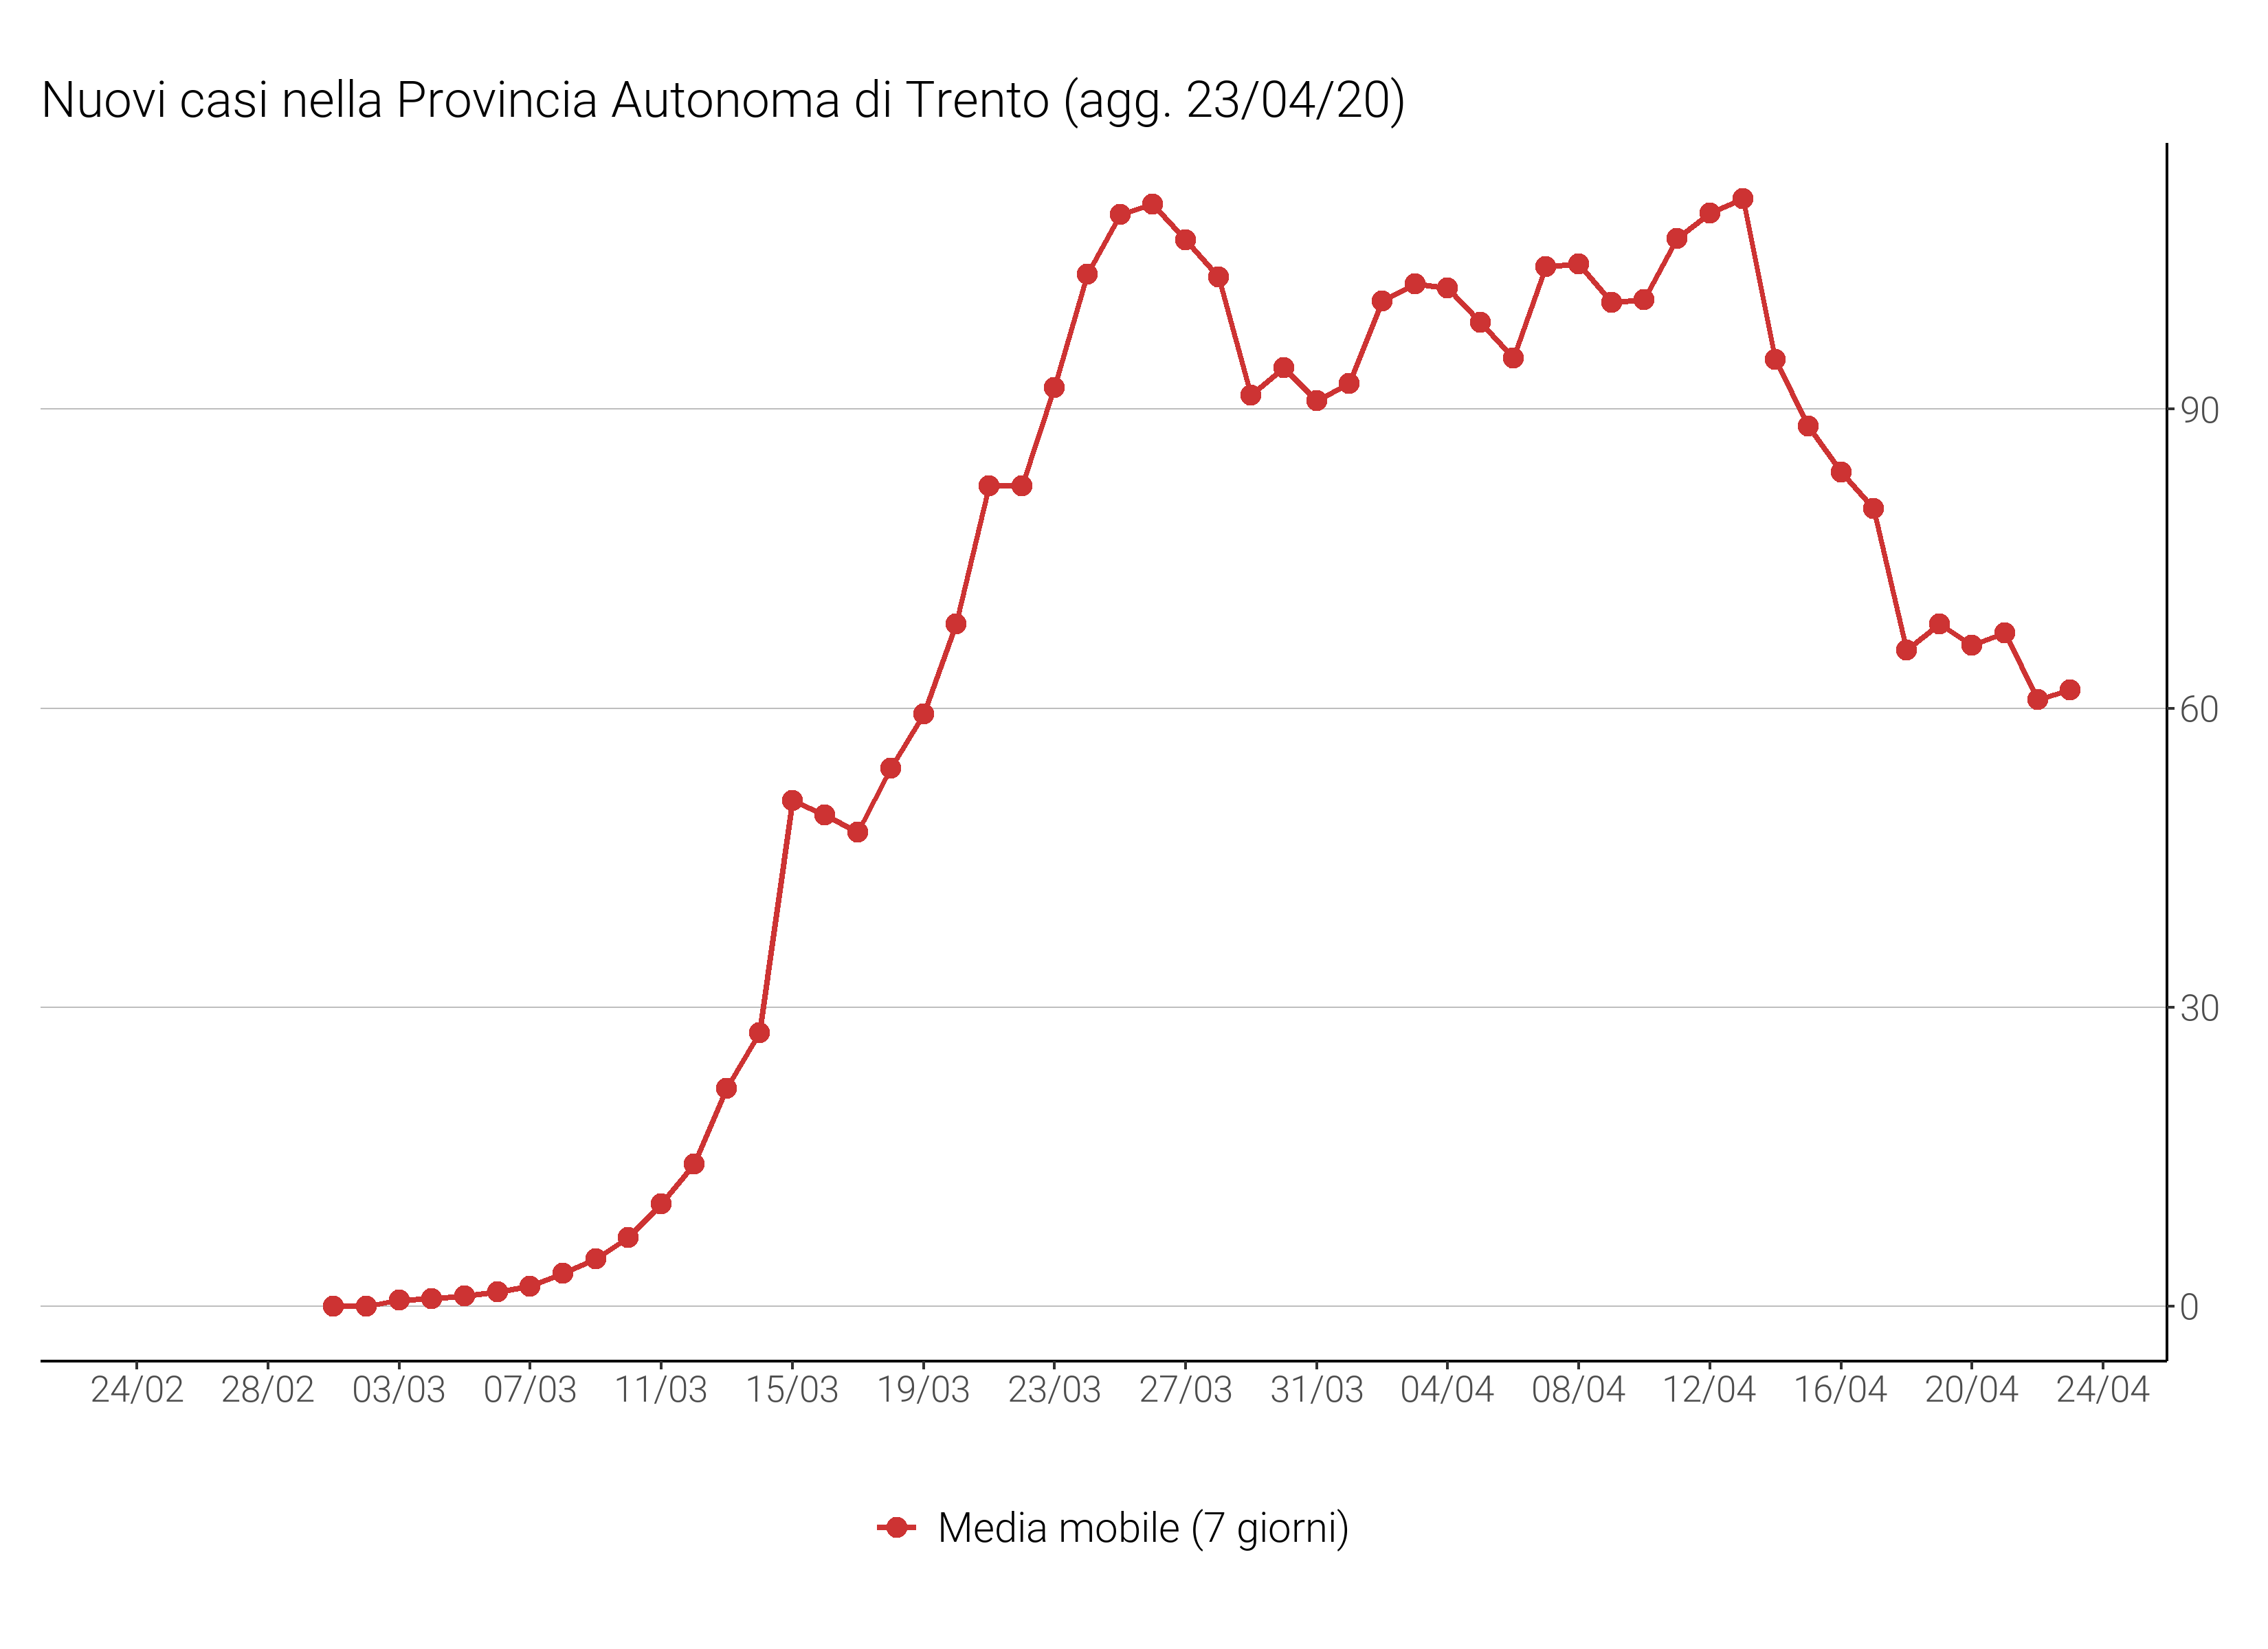 Nuovi casi nella Provincia Autonoma di Trento (agg. 23/04/20)
90
60
30
0
24/02 28/02 03/03 07/03 11/03 15/03 19/03 23/03 27/03 31/03 04/04 08/04 12/04 16/04 20/04 24/04
Media mobile (7 giorni)